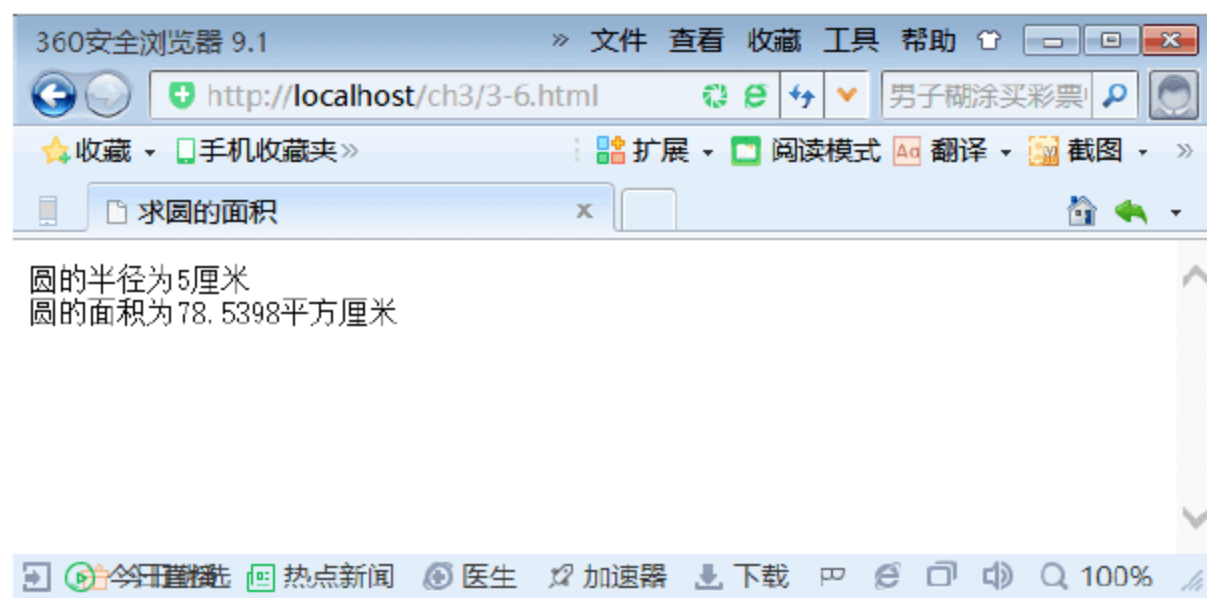 360安全浏览器 9.1 » 文件 查看 收藏 工具 帮助
http://localhost/ch3/3-6.html 男子糊涂买彩票
收藏 手机收藏夹» 扩展 阅读模式 Aa 翻译 截图 »
求圆的面积 x
圆的半径为5厘米
圆的面积为78.5398平方厘米
热点新闻 医生 加速器 下载 100%